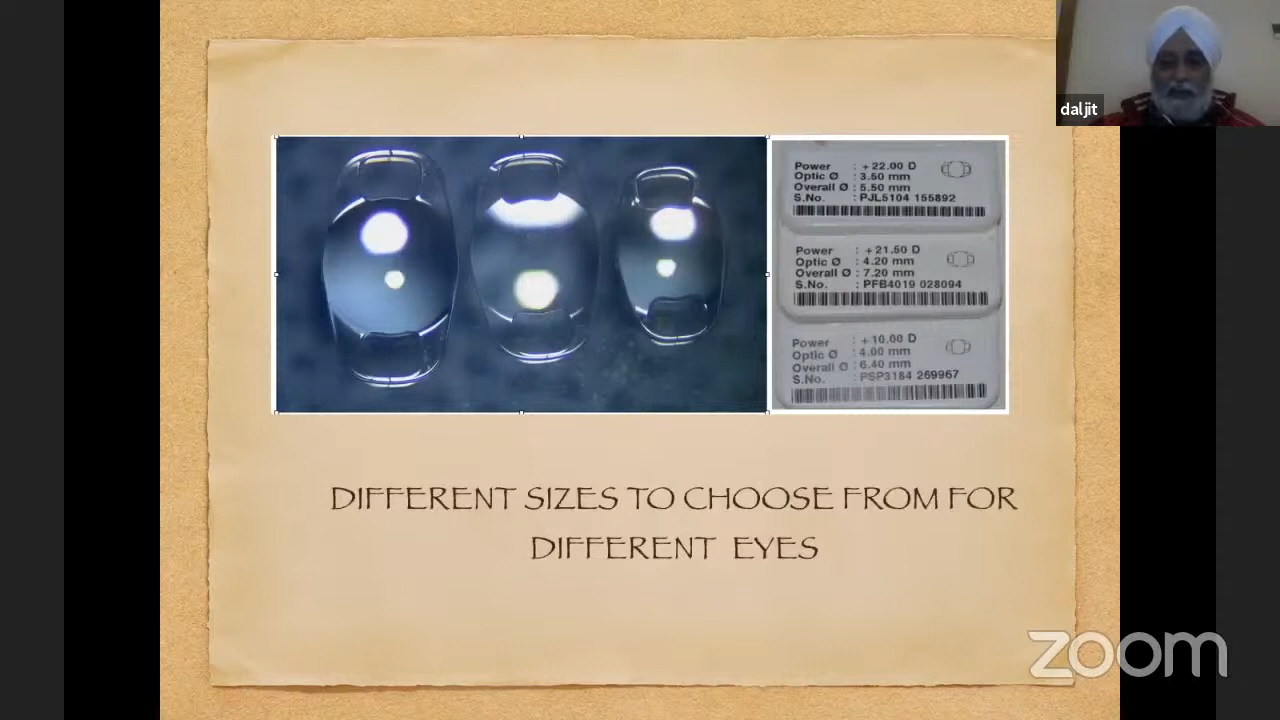 daljit
Power : +22.00 D
Optic Ø : 3.50 mm
Overall Ø : 5.50 mm
S.No. : PJL5104 155892
Power : +21.50 D
Optic Ø : 4.20 mm
Overall Ø : 7.20 mm
S.No. : PFB4019 028094
Power : +10.00 D
Optic Ø : 4.00 mm
Overall Ø : 6.40 mm
S.No. : PSP3184 269967
DIFFERENT SIZES TO CHOOSE FROM FOR
DIFFERENT EYES
zoom